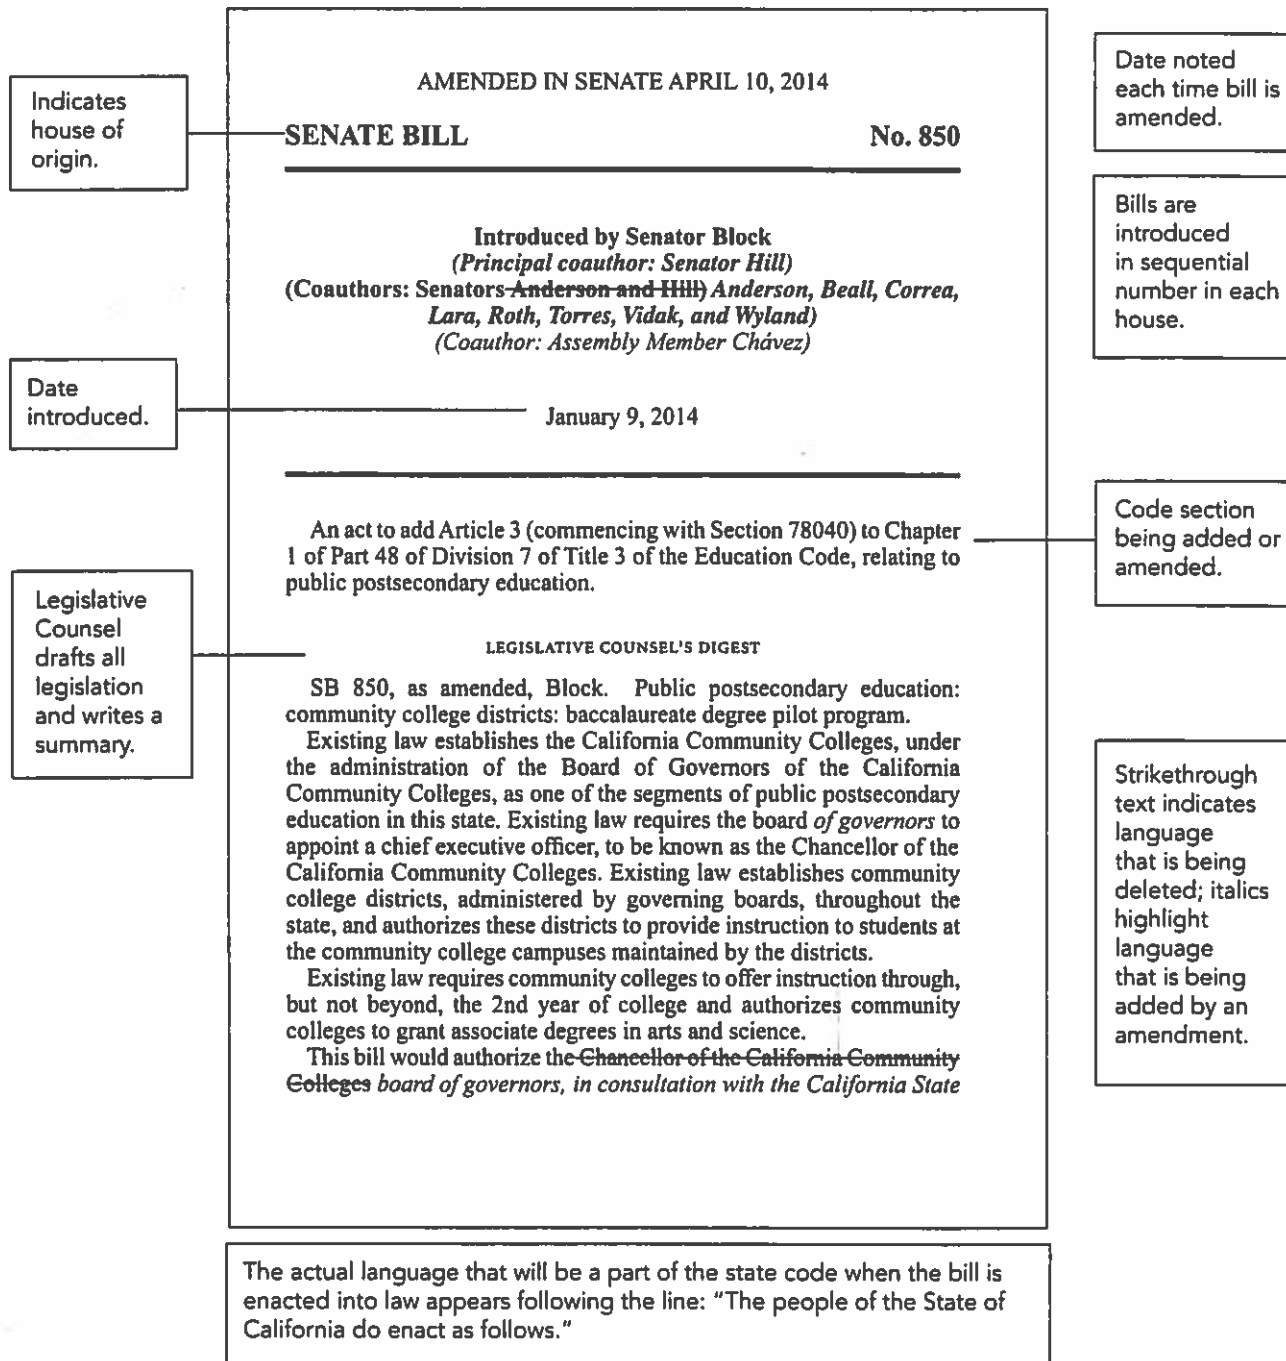 AMENDED IN SENATE APRIL 10, 2014
SENATE BILL No. 850
Introduced by Senator Block
(Principal coauthor: Senator Hill)
(Coauthors: Senators Anderson and Hill) Anderson, Beall, Correa,
Lara, Roth, Torres, Vidak, and Wyland)
(Coauthor: Assembly Member Chávez)
January 9, 2014
An act to add Article 3 (commencing with Section 78040) to Chapter
1 of Part 48 of Division 7 of Title 3 of the Education Code, relating to
public postsecondary education.
LEGISLATIVE COUNSEL'S DIGEST
SB 850, as amended, Block. Public postsecondary education:
community college districts: baccalaureate degree pilot program.
Existing law establishes the California Community Colleges, under
the administration of the Board of Governors of the California
Community Colleges, as one of the segments of public postsecondary
education in this state. Existing law requires the board of governors to
appoint a chief executive officer, to be known as the Chancellor of the
California Community Colleges. Existing law establishes community
college districts, administered by governing boards, throughout the
state, and authorizes these districts to provide instruction to students at
the community college campuses maintained by the districts.
Existing law requires community colleges to offer instruction through,
but not beyond, the 2nd year of college and authorizes community
colleges to grant associate degrees in arts and science.
This bill would authorize the Chancellor of the California Community
Colleges board of governors, in consultation with the California State
Indicates
house of
origin.
Date
introduced.
Legislative
Counsel
drafts all
legislation
and writes a
summary.
Date noted
each time bill is
amended.
Bills are
introduced
in sequential
number in each
house.
Code section
being added or
amended.
Strikethrough
text indicates
language
that is being
deleted; italics
highlight
language
that is being
added by an
amendment.
The actual language that will be a part of the state code when the bill is
enacted into law appears following the line: "The people of the State of
California do enact as follows."